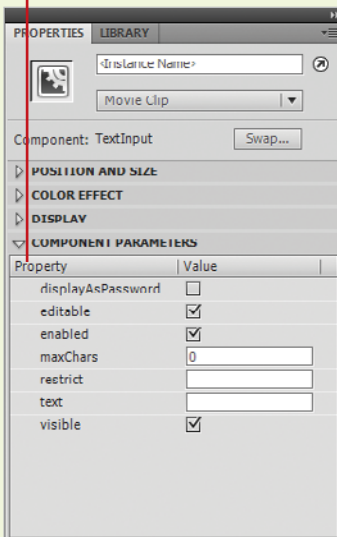 PROPERTIES LIBRARY
<Instance Name>
Movie Clip
Component: TextInput Swap...
POSITION AND SIZE
COLOR EFFECT
DISPLAY
COMPONENT PARAMETERS
Property Value
displayAsPassword
editable
enabled
maxChars 0
restrict
text
visible